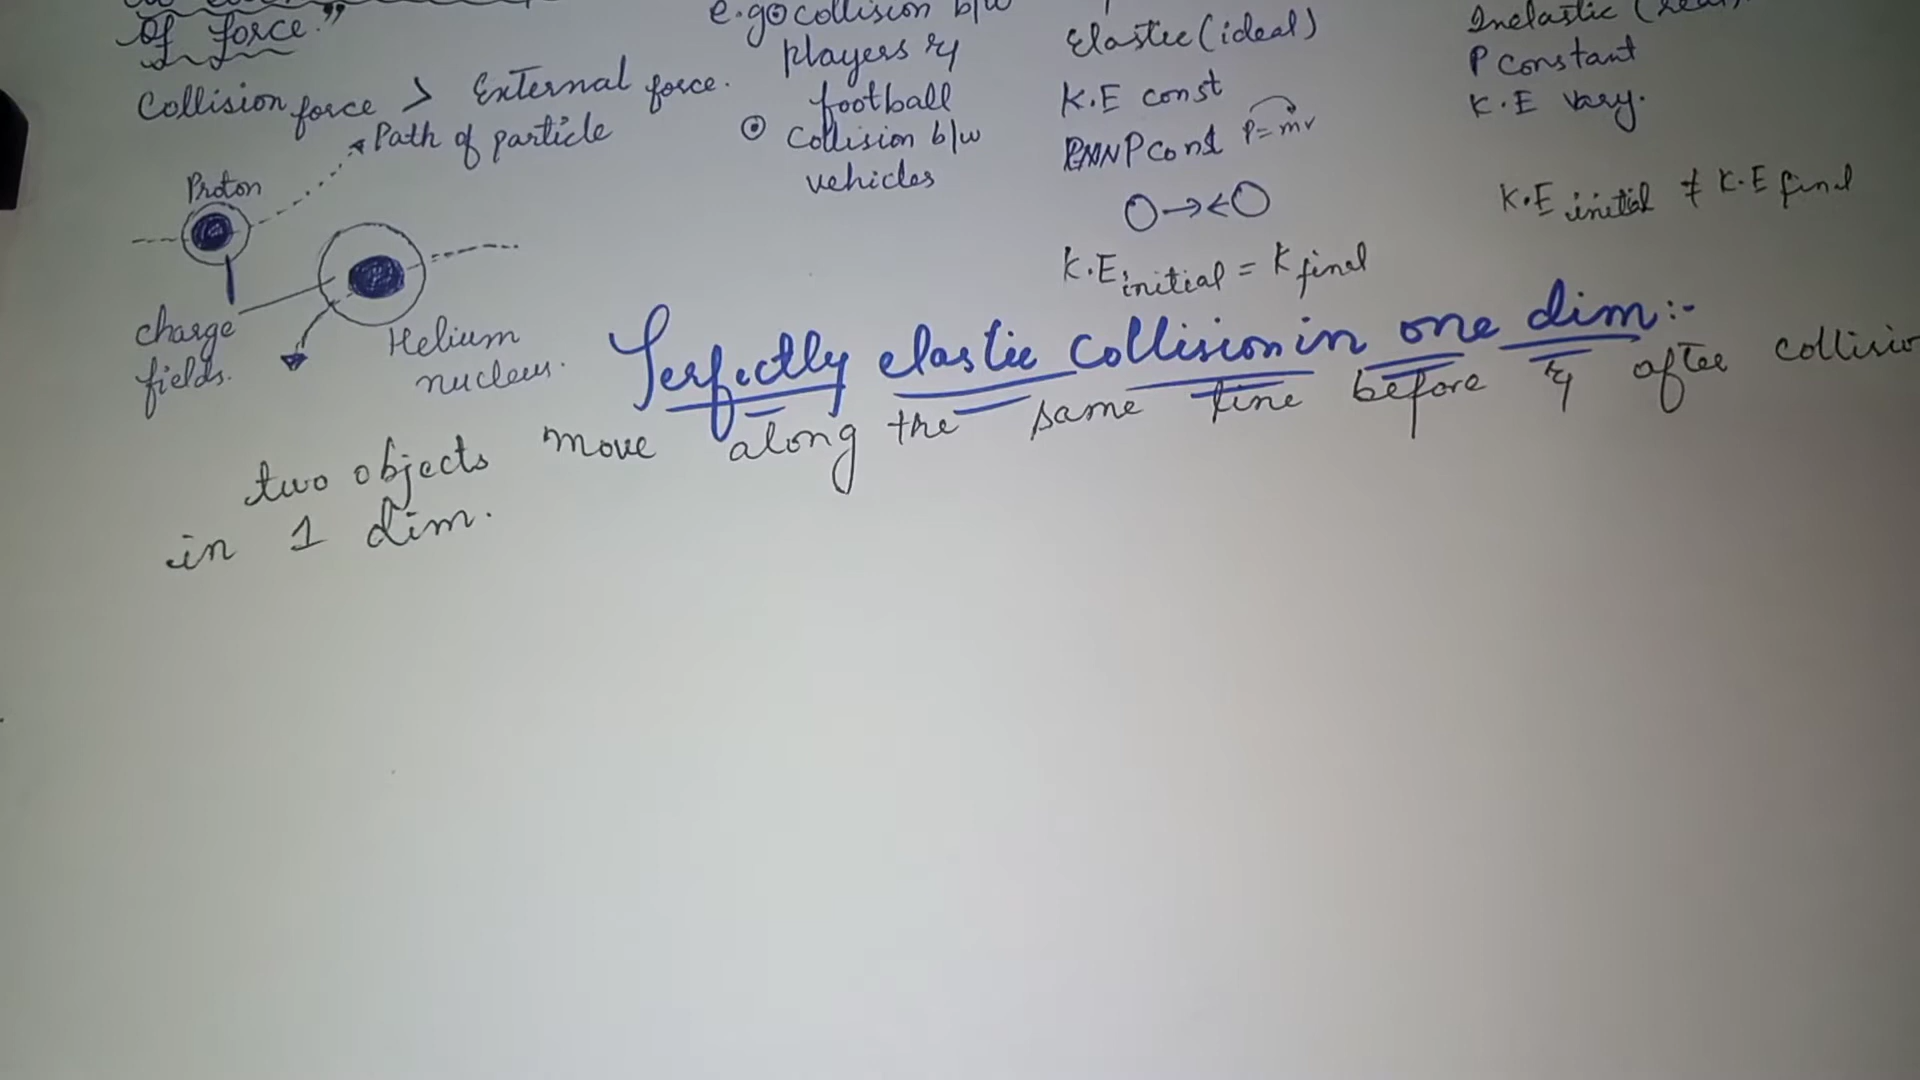 of force."
Collision force > External force.
Path of particle
Proton
charge
fields.
Helium
nucleus.
e.g ⊙ collision b/w
players &
football
⊙ Collision b/w
vehicles
Elastic (ideal)
K.E const
P const P=mv
K.E initial = K final
Inelastic
P constant
K.E vary.
K.E initial ≠ K.E final
Perfectly elastic collision in one dim:-
two objects move along the same line before & after collisio
in 1 dim.